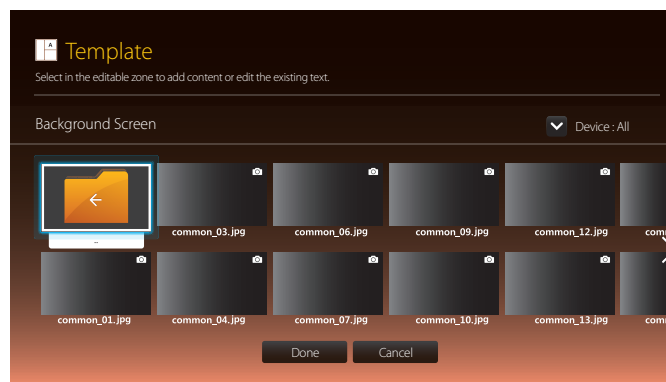 A
Template
Select in the editable zone to add content or edit the existing text.
Background Screen
Device : All
..
common_03.jpg
common_06.jpg
common_09.jpg
common_12.jpg
com
common_01.jpg
common_04.jpg
common_07.jpg
common_10.jpg
common_13.jpg
com
Done
Cancel